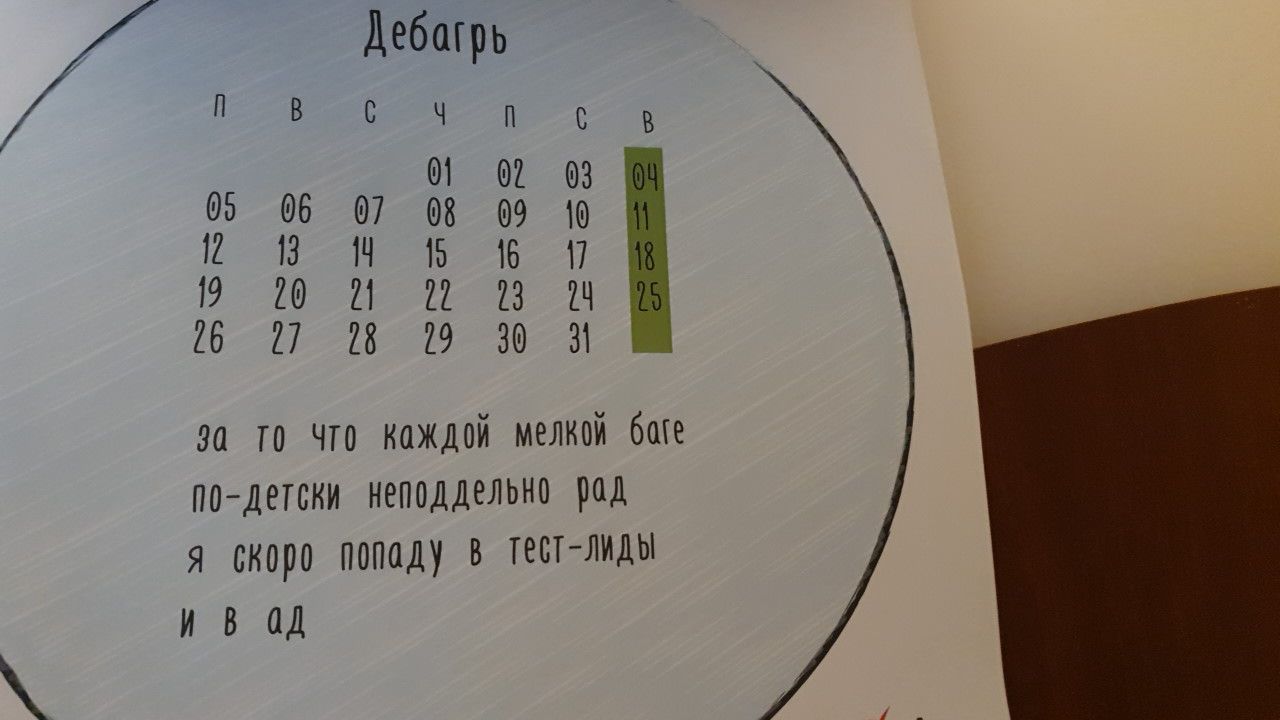 Дебагрь
П В С Ч П С В
01 02 03 04
05 06 07 08 09 10 11
12 13 14 15 16 17 18
19 20 21 22 23 24 25
26 27 28 29 30 31
за то что каждой мелкой баге
по-детски неподдельно рад
я скоро попаду в тест-лиды
и в ад